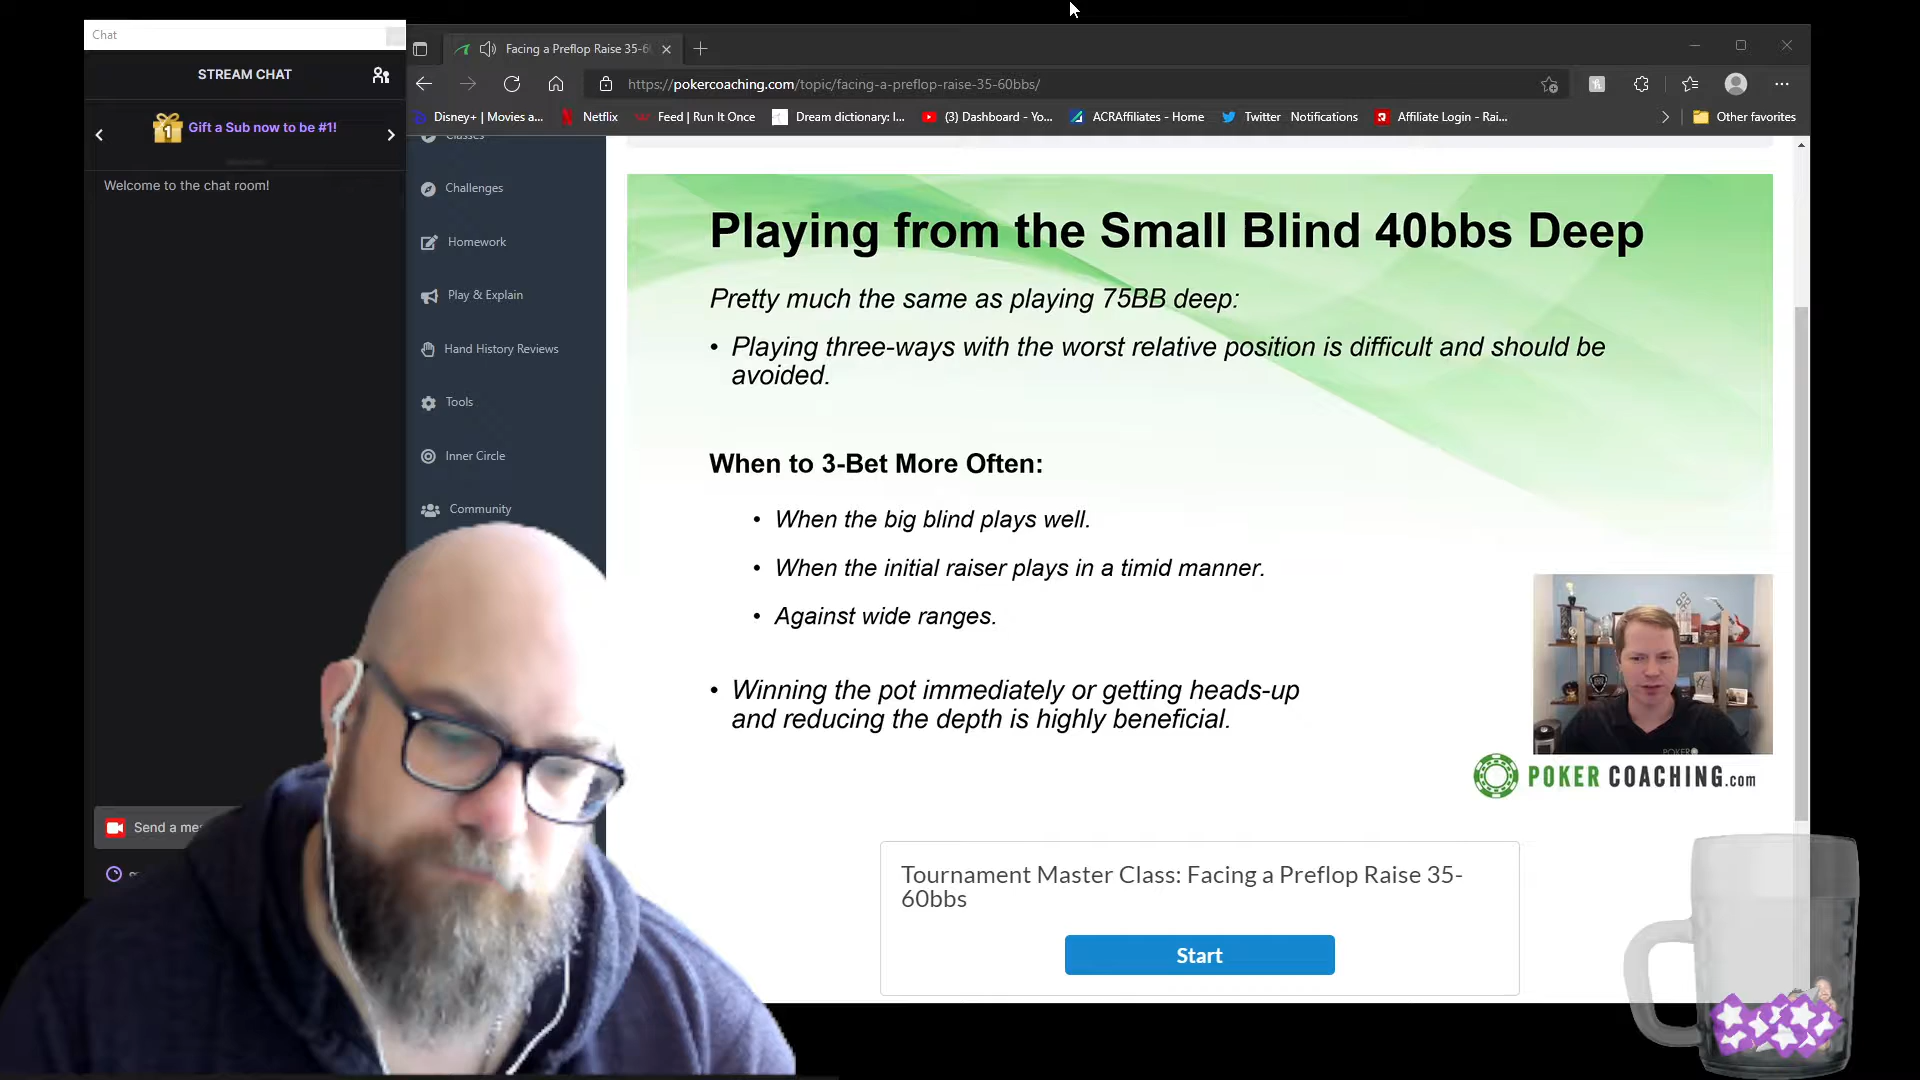 Chat
STREAM CHAT
1
Gift a Sub now to be #1!
Welcome to the chat room!
Facing a Preflop Raise 35-6
https://pokercoaching.com/topic/facing-a-preflop-raise-35-60bbs/
Disney+ | Movies a...
Netflix
Feed | Run It Once
Dream dictionary: I...
(3) Dashboard - Yo...
ACRAffiliates - Home
Twitter
Notifications
Affiliate Login - Rai...
Other favorites
Classes
Challenges
Homework
Play & Explain
Hand History Reviews
Tools
Inner Circle
Community
Playing from the Small Blind 40bbs Deep
Pretty much the same as playing 75BB deep:
• Playing three-ways with the worst relative position is difficult and should be
avoided.
When to 3-Bet More Often:
• When the big blind plays well.
• When the initial raiser plays in a timid manner.
• Against wide ranges.
• Winning the pot immediately or getting heads-up
and reducing the depth is highly beneficial.
POKER
POKER COACHING.com
Send a mes
Tournament Master Class: Facing a Preflop Raise 35-
60bbs
Start